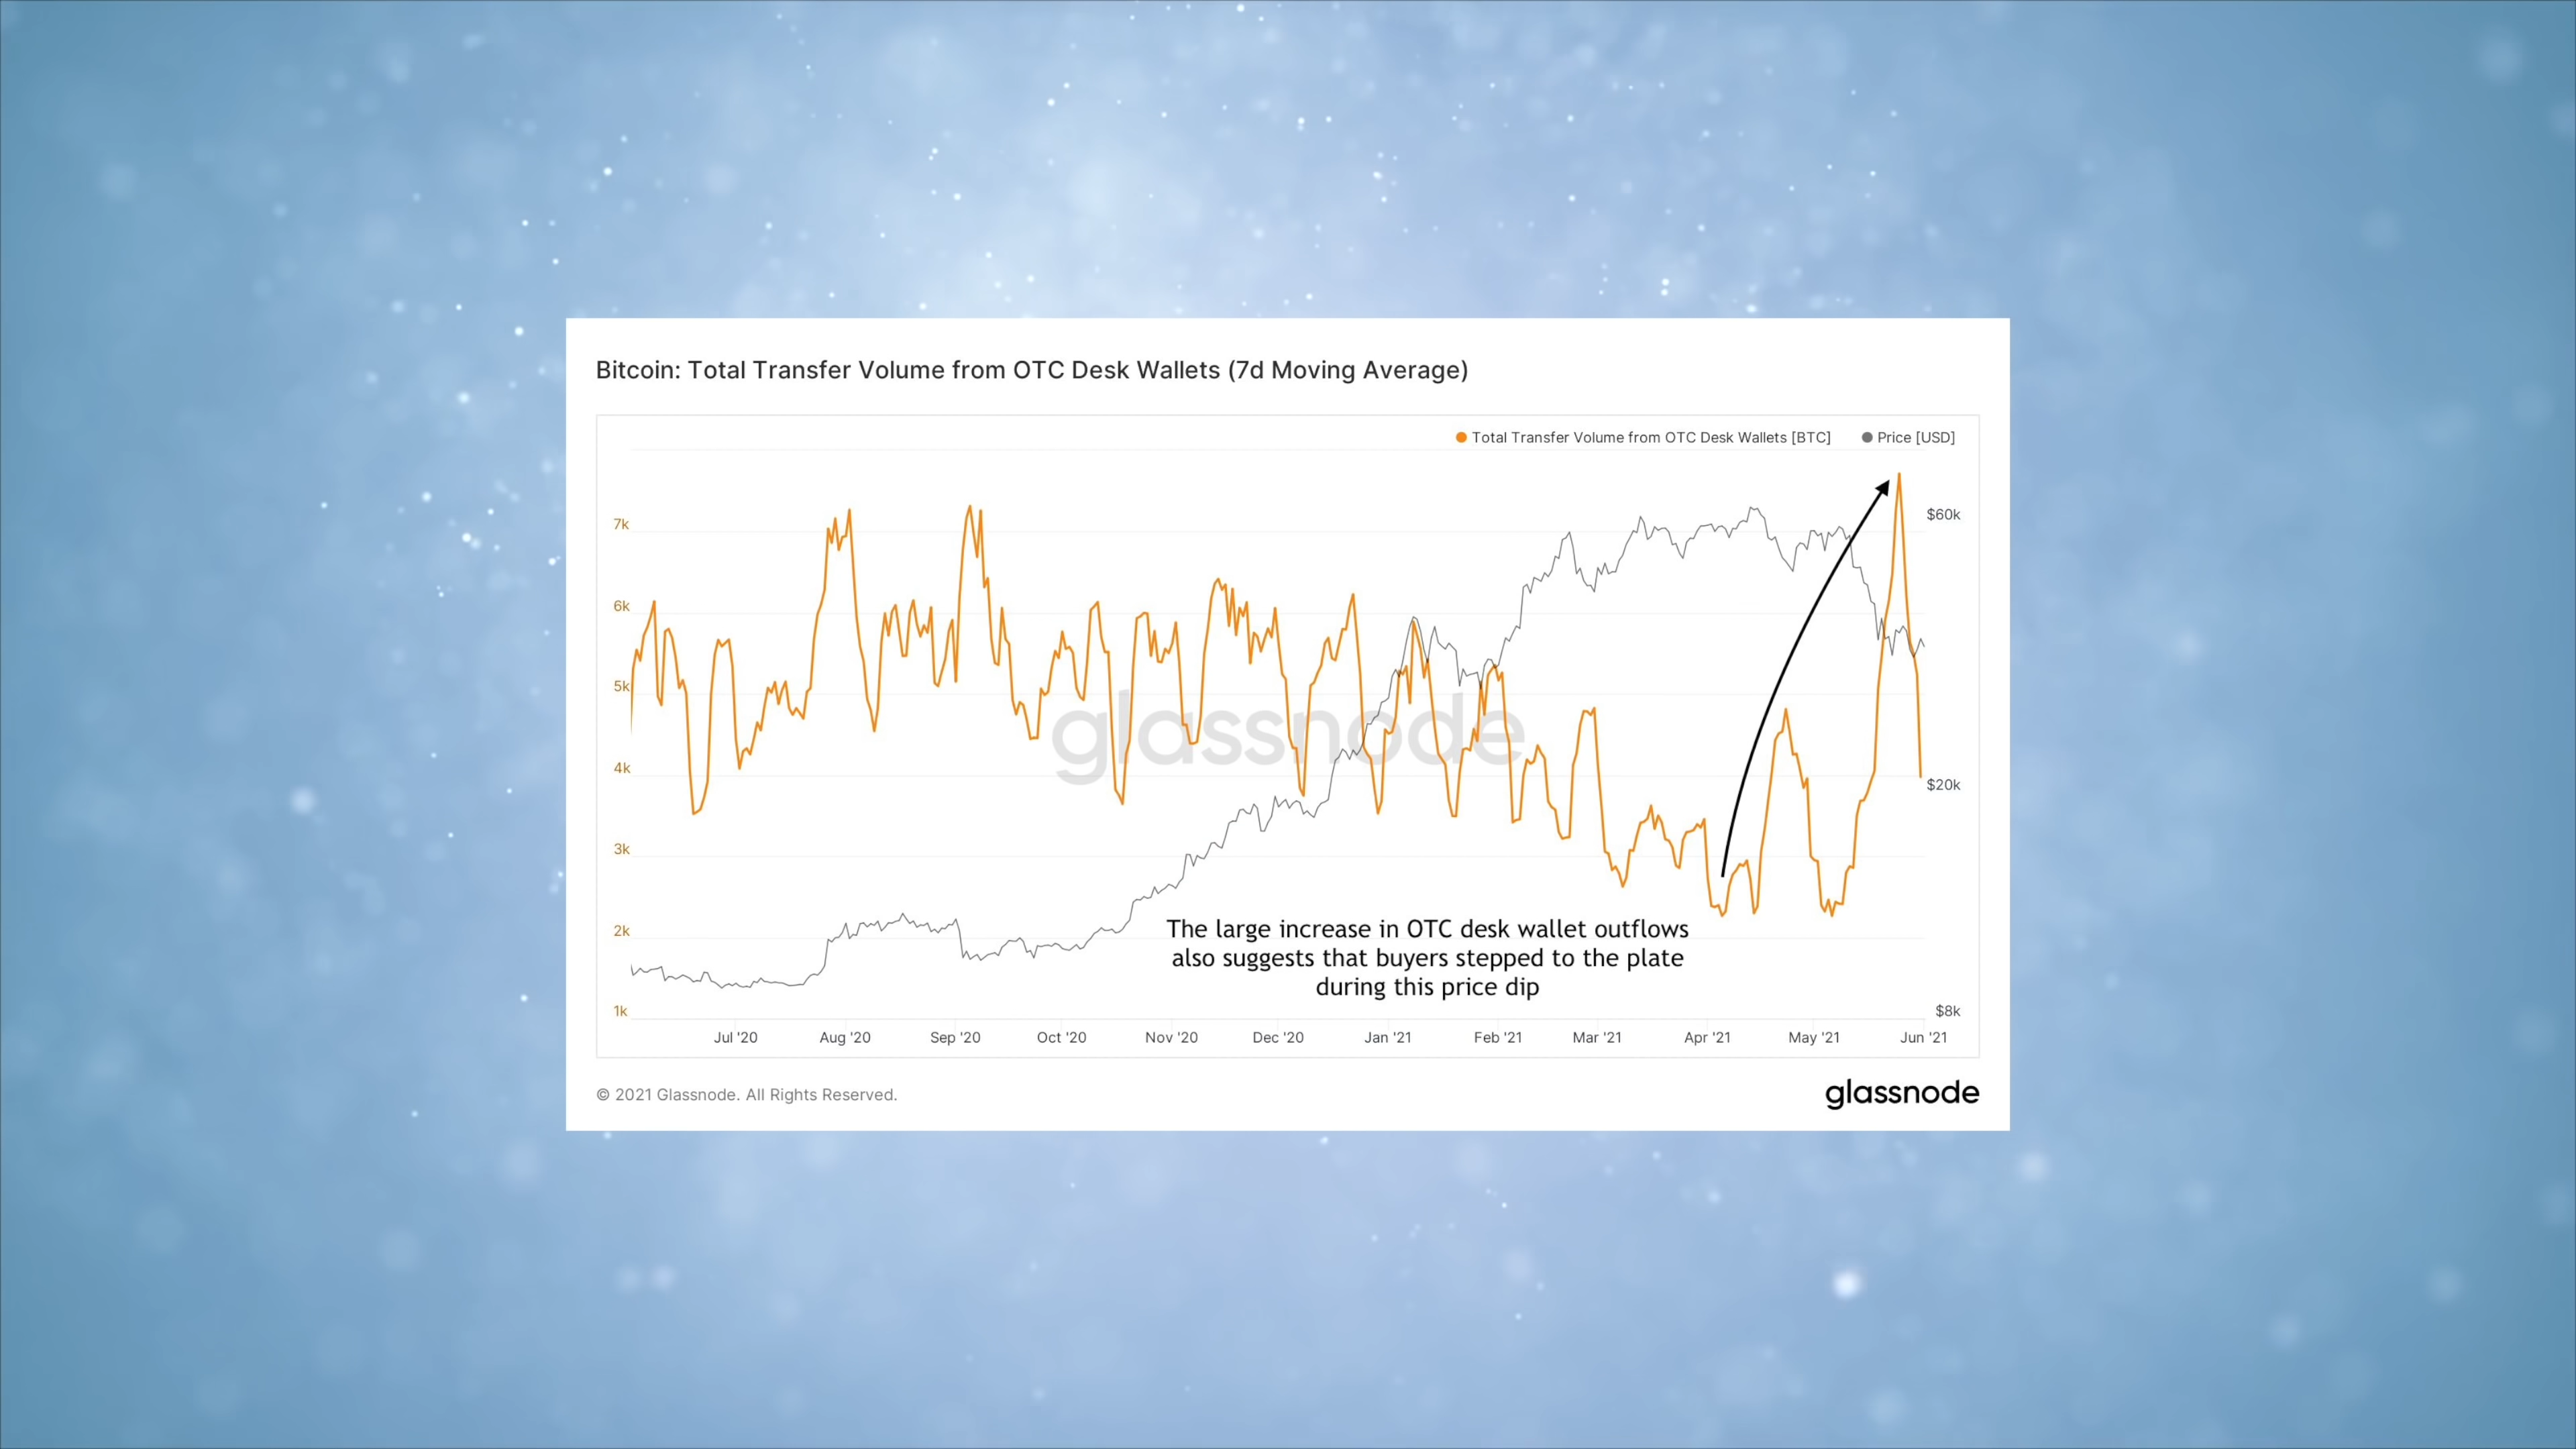 Bitcoin: Total Transfer Volume from OTC Desk Wallets (7d Moving Average)
Total Transfer Volume from OTC Desk Wallets [BTC] Price [USD]
7k
$60k
6k
5k
glassnode
4k
$20k
3k
The large increase in OTC desk wallet outflows
2k
also suggests that buyers stepped to the plate
during this price dip
1k
$8k
Jul '20 Aug '20 Sep '20 Oct '20 Nov '20 Dec '20 Jan '21 Feb '21 Mar '21 Apr '21 May '21 Jun '21
© 2021 Glassnode. All Rights Reserved.
glassnode